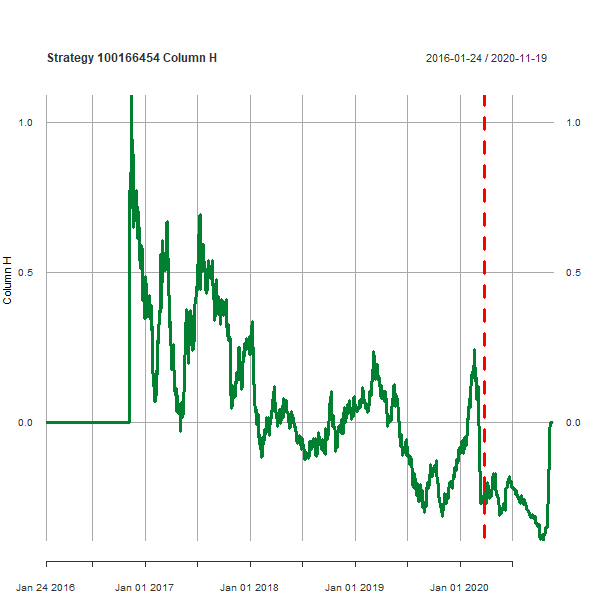 Strategy 100166454 Column H
2016-01-24 / 2020-11-19
1.0
1.0
0.5
0.5
0.0
0.0
Column H
Jan 24 2016
Jan 01 2017
Jan 01 2018
Jan 01 2019
Jan 01 2020